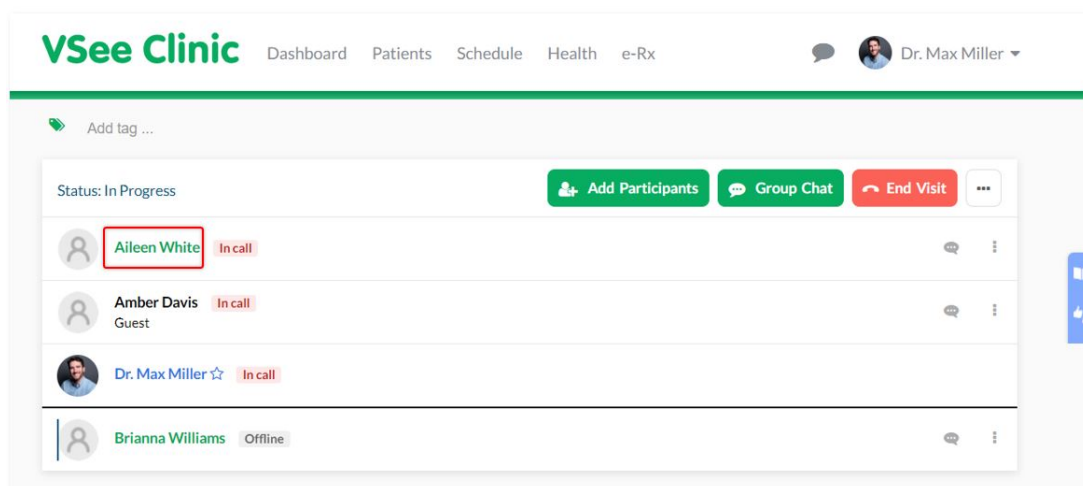 VSee Clinic Dashboard Patients Schedule Health e-Rx Dr. Max Miller
Add tag ...
Status: In Progress Add Participants Group Chat End Visit
Aileen White In call
Amber Davis In call
Guest
Dr. Max Miller In call
Brianna Williams Offline